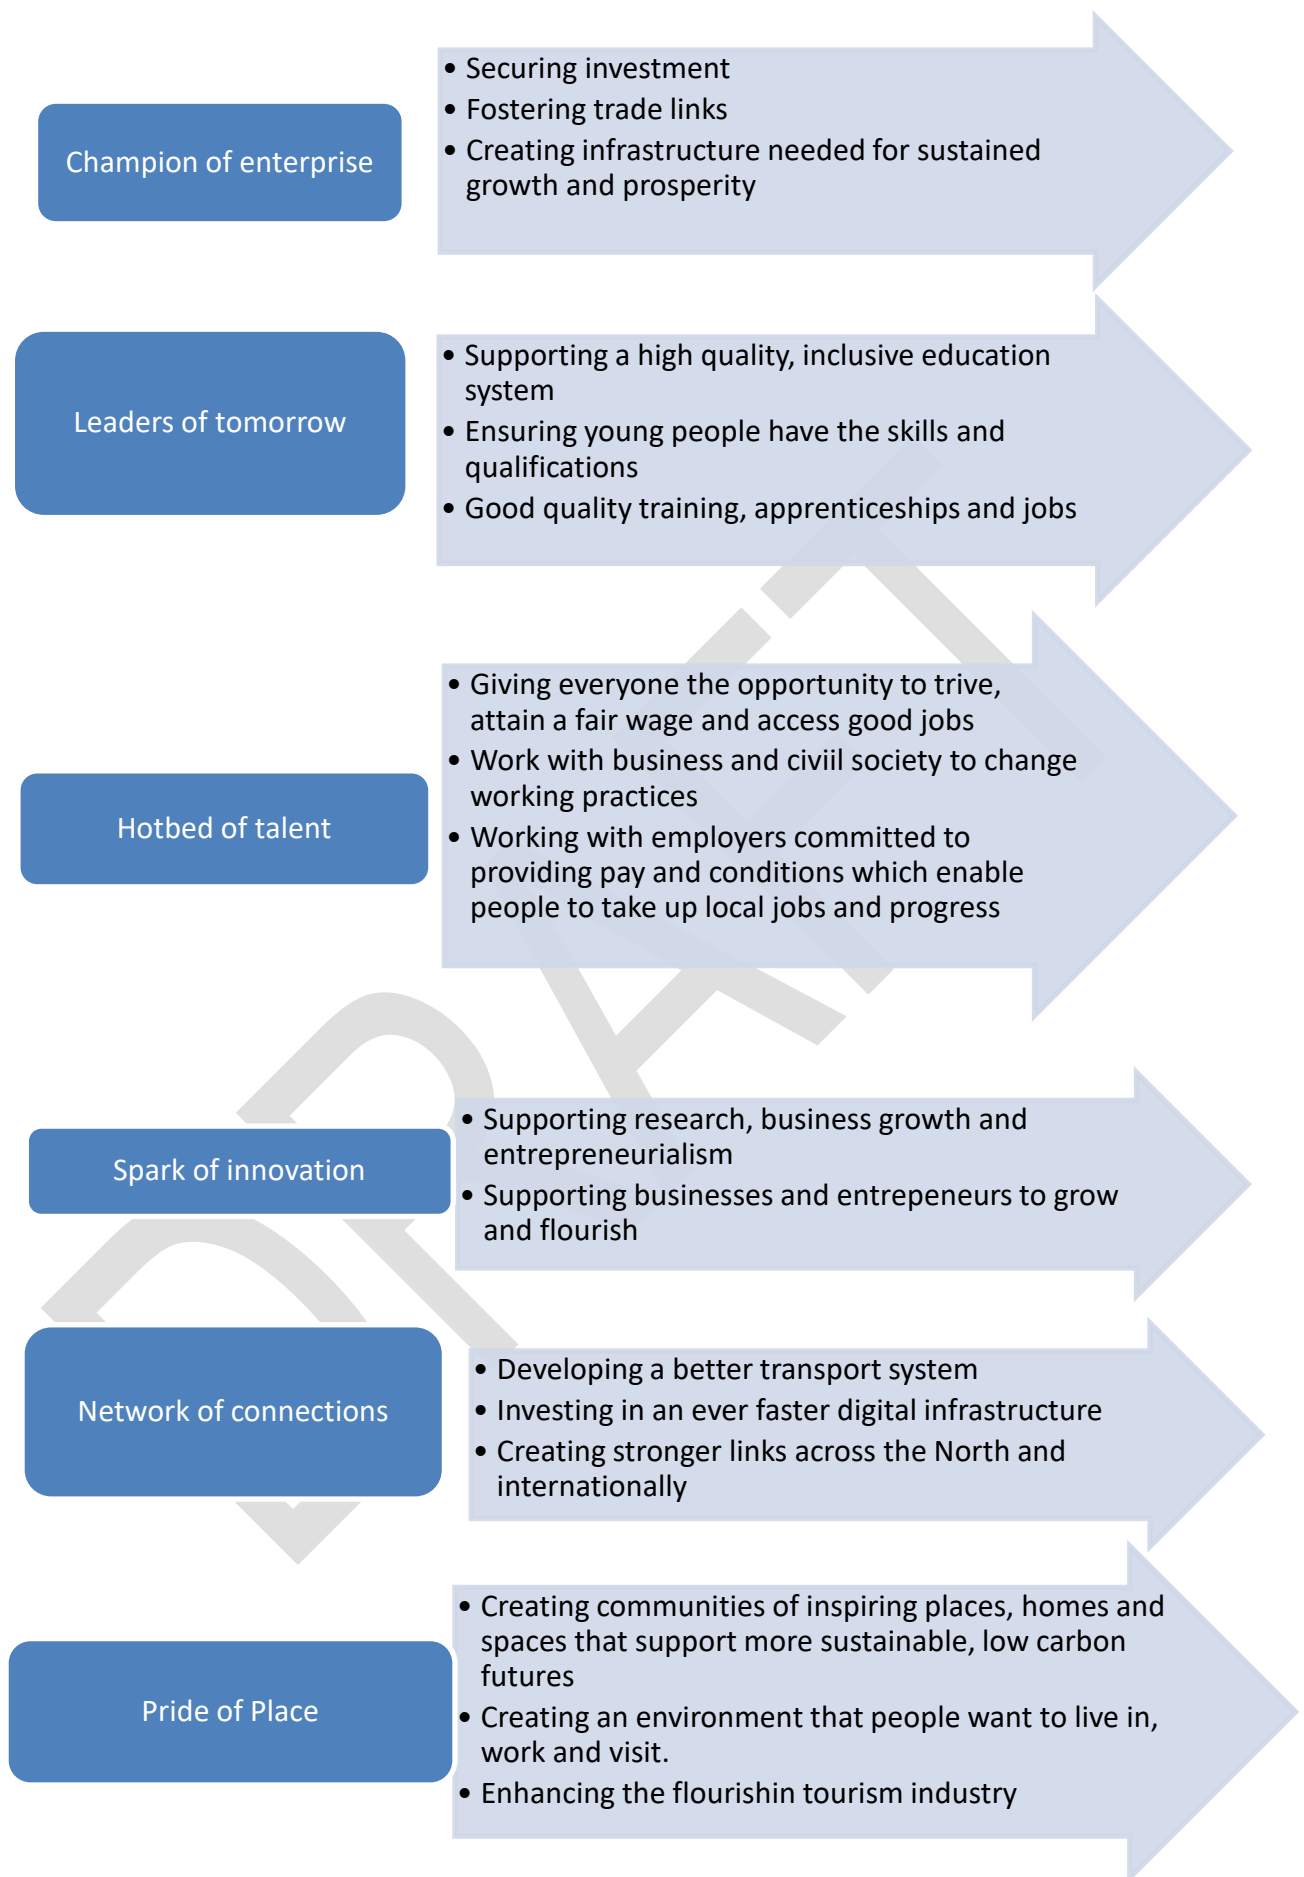 Champion of enterprise
• Securing investment
• Fostering trade links
• Creating infrastructure needed for sustained
growth and prosperity
Leaders of tomorrow
• Supporting a high quality, inclusive education
system
• Ensuring young people have the skills and
qualifications
• Good quality training, apprenticeships and jobs
Hotbed of talent
• Giving everyone the opportunity to trive,
attain a fair wage and access good jobs
• Work with business and civiil society to change
working practices
• Working with employers committed to
providing pay and conditions which enable
people to take up local jobs and progress
Spark of innovation
• Supporting research, business growth and
entrepreneurialism
• Supporting businesses and entrepeneurs to grow
and flourish
Network of connections
• Developing a better transport system
• Investing in an ever faster digital infrastructure
• Creating stronger links across the North and
internationally
Pride of Place
• Creating communities of inspiring places, homes and
spaces that support more sustainable, low carbon
futures
• Creating an environment that people want to live in,
work and visit.
• Enhancing the flourishin tourism industry
DRAFT